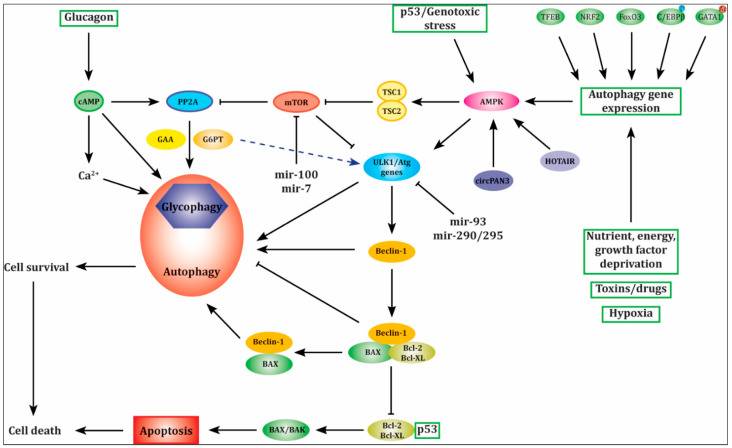 Glucagon
p53/Genotoxic
stress
TFEB
NRF2
FoxO3
C/EBPβ
GATA1
cAMP
PP2A
mTOR
TSC1
TSC2
AMPK
Autophagy gene
expression
GAA
G6PT
Ca2+
mir-100
mir-7
ULK1/Atg
genes
circPAN3
HOTAIR
Glycophagy
mir-93
mir-290/295
Nutrient, energy,
growth factor
deprivation
Beclin-1
Cell survival
Autophagy
Toxins/drugs
Hypoxia
Beclin-1
BAX
Bcl-2
Bcl-XL
Beclin-1
BAX
Cell death
Apoptosis
BAX/BAK
Bcl-2
Bcl-XL
p53